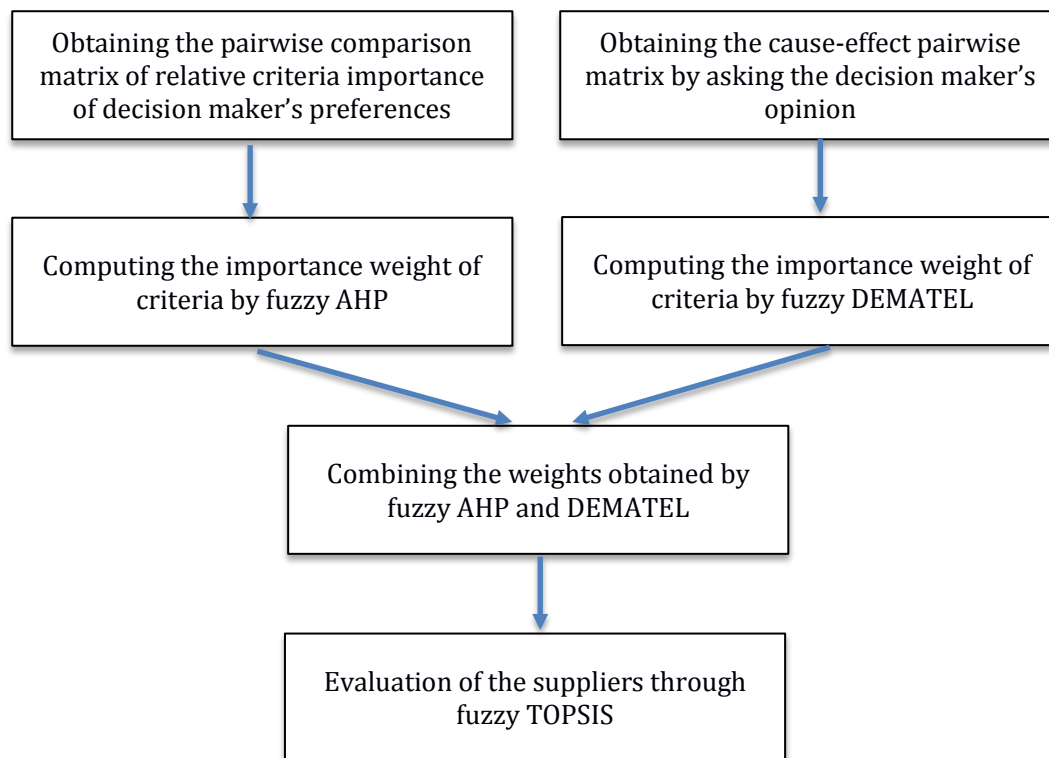 Obtaining the pairwise comparison
matrix of relative criteria importance
of decision maker’s preferences
Obtaining the cause-effect pairwise
matrix by asking the decision maker’s
opinion
Computing the importance weight of
criteria by fuzzy AHP
Computing the importance weight of
criteria by fuzzy DEMATEL
Combining the weights obtained by
fuzzy AHP and DEMATEL
Evaluation of the suppliers through
fuzzy TOPSIS